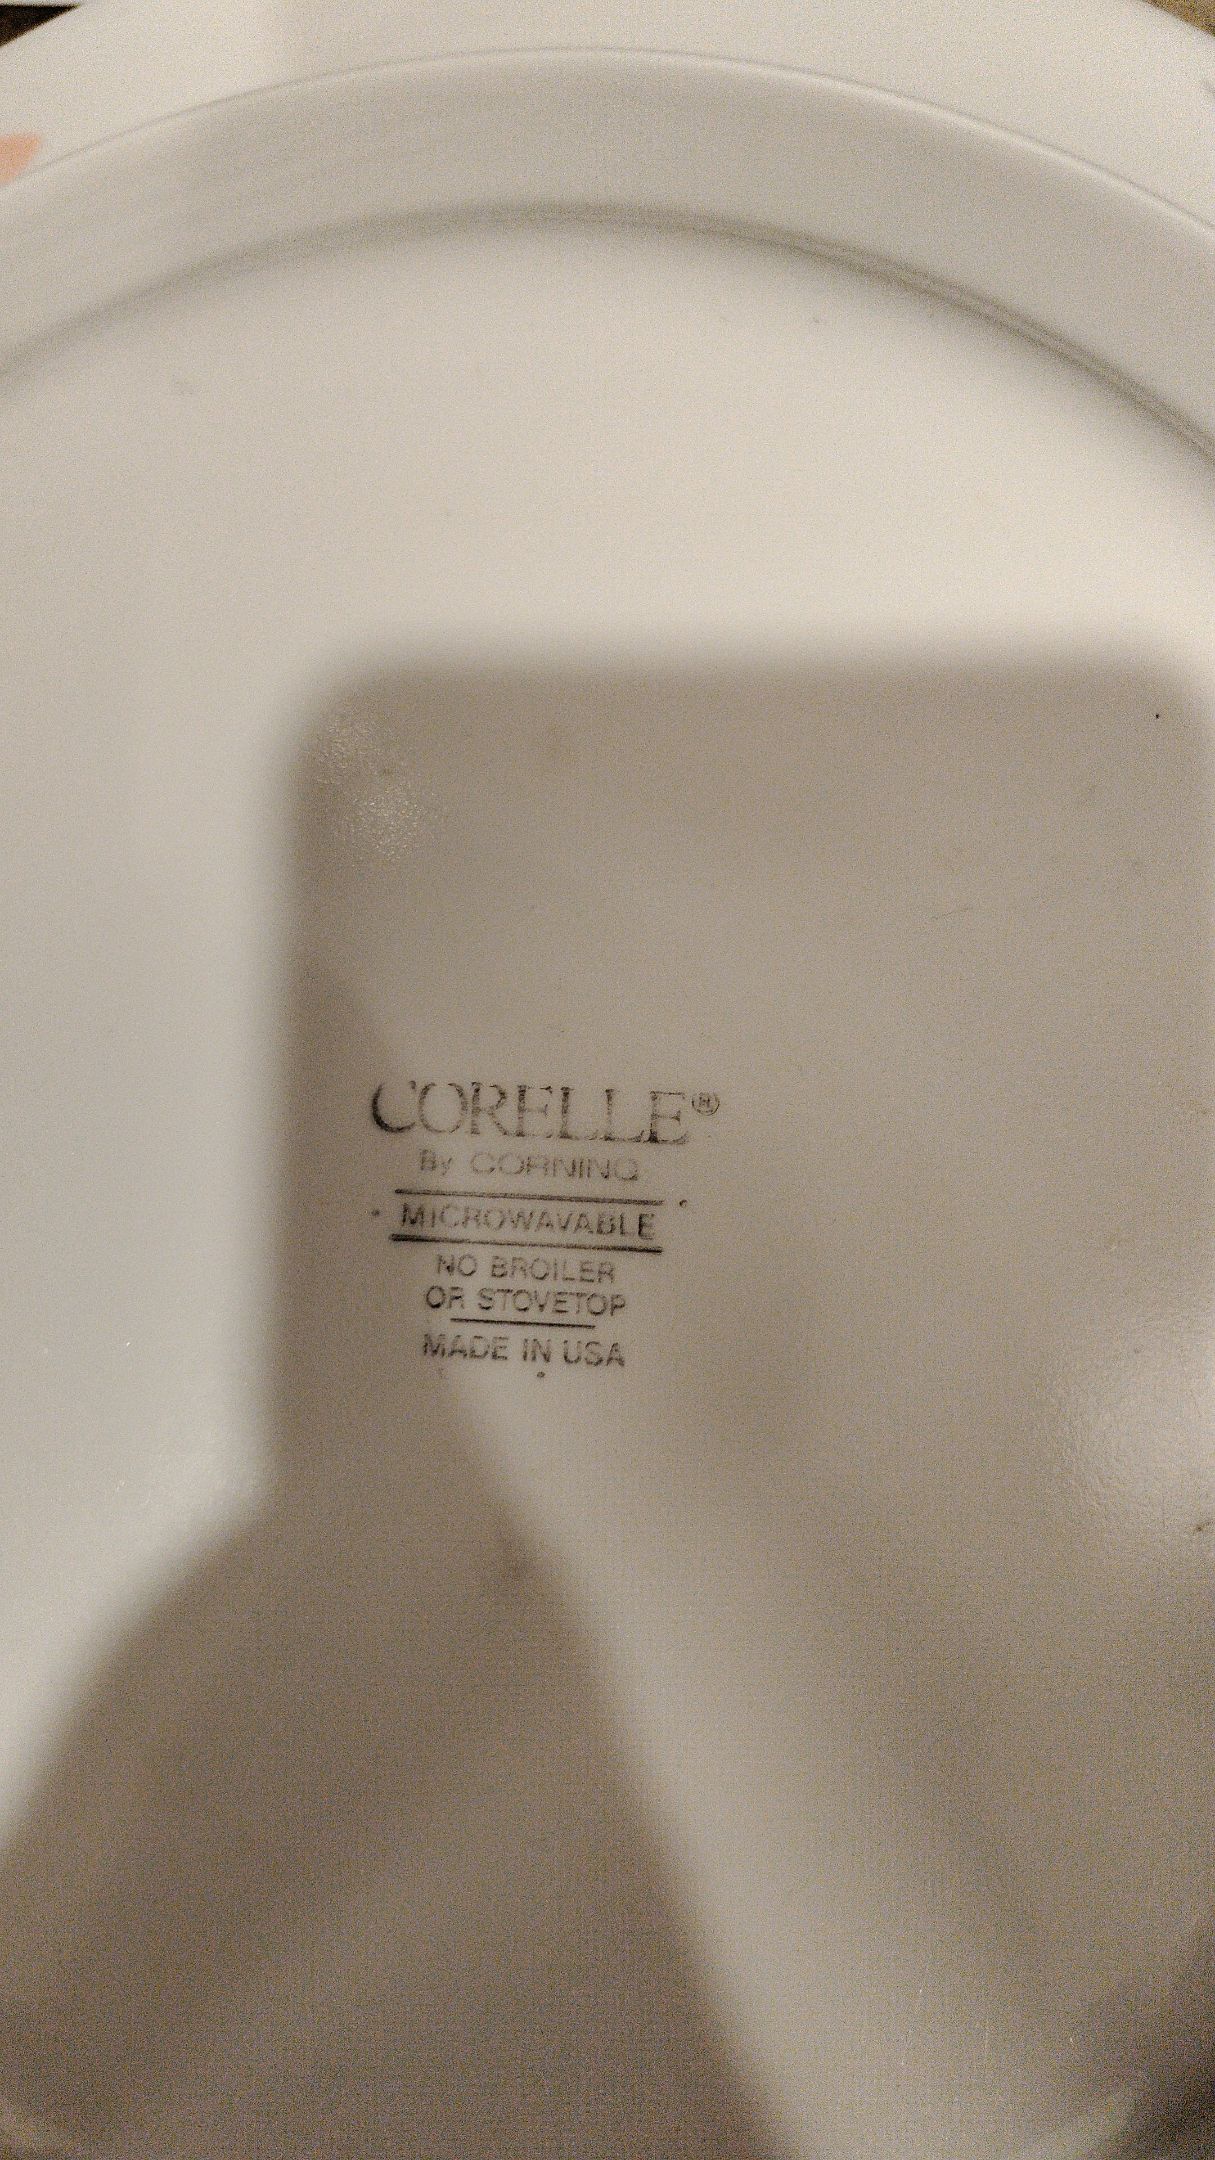 CORELLE®
By CORNING
MICROWAVABLE
NO BROILER
OR STOVETOP
MADE IN USA